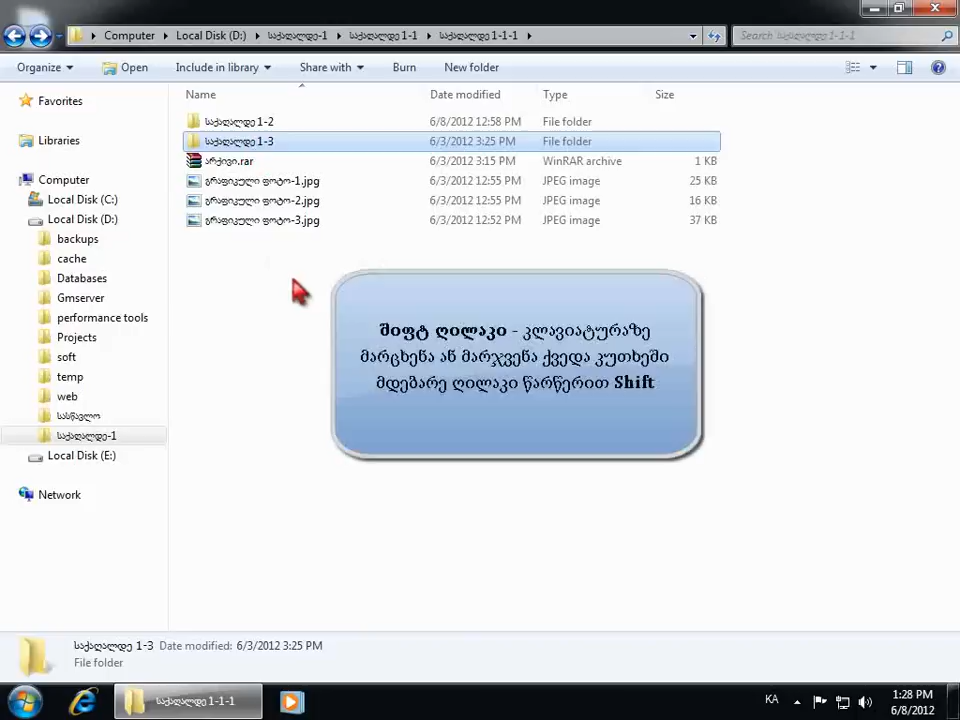 Computer Local Disk (D:) საქაღალდე-1 საქაღალდე 1-1 საქაღალდე 1-1-1 Search საქაღალდე 1-1-1
Organize Open Include in library Share with Burn New folder
Name Date modified Type Size
საქაღალდე 1-2 6/8/2012 12:58 PM File folder
საქაღალდე 1-3 6/3/2012 3:25 PM File folder
არქივი.rar 6/3/2012 3:15 PM WinRAR archive 1 KB
გრაფიკული ფოტო-1.jpg 6/3/2012 12:55 PM JPEG image 25 KB
გრაფიკული ფოტო-2.jpg 6/3/2012 12:55 PM JPEG image 16 KB
გრაფიკული ფოტო-3.jpg 6/3/2012 12:52 PM JPEG image 37 KB
Favorites
Libraries
Computer
Local Disk (C:)
Local Disk (D:)
backups
cache
Databases
Gmserver
performance tools
Projects
soft
temp
web
სასწავლო
საქაღალდე-1
Local Disk (E:)
Network
შიფტ ღილაკი - კლავიატურაზე
მარცხენა ან მარჯვენა ქვედა კუთხეში
მდებარე ღილაკი წარწერით Shift
საქაღალდე 1-3 Date modified: 6/3/2012 3:25 PM
File folder
საქაღალდე 1-1-1
KA
1:28 PM
6/8/2012